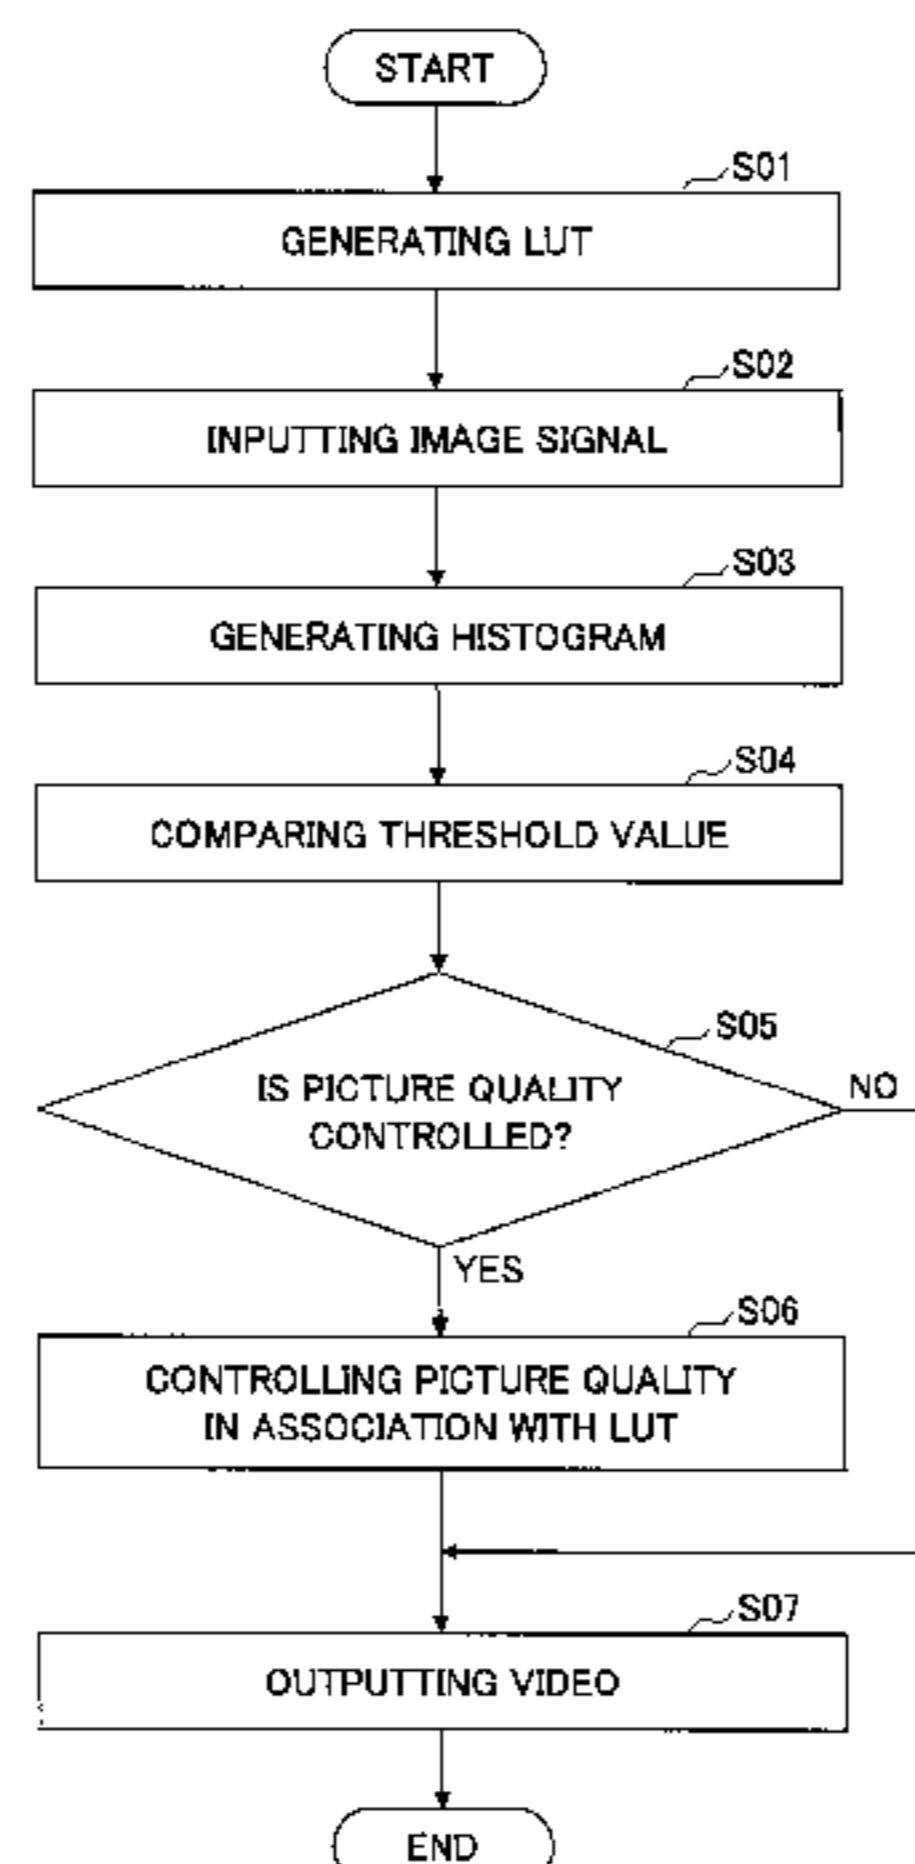 START
S01
GENERATING LUT
S02
INPUTTING IMAGE SIGNAL
S03
GENERATING HISTOGRAM
S04
COMPARING THRESHOLD VALUE
S05
IS PICTURE QUALITY
CONTROLLED?
NO
YES
S06
CONTROLLING PICTURE QUALITY
IN ASSOCIATION WITH LUT
S07
OUTPUTTING VIDEO
END